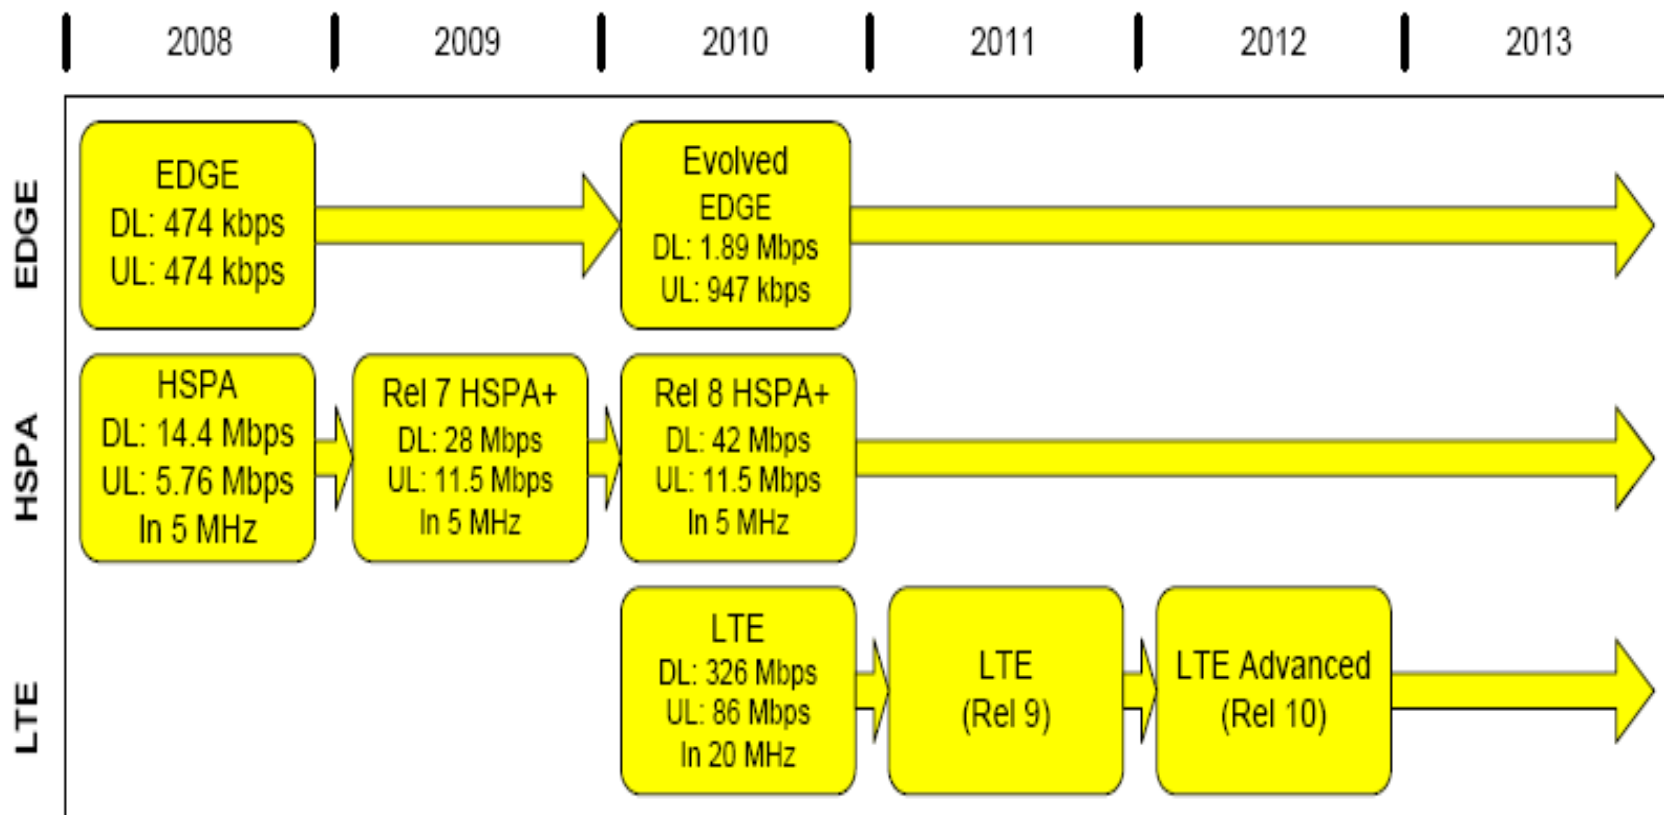 2008 2009 2010 2011 2012 2013
EDGE
EDGE
DL: 474 kbps
UL: 474 kbps
Evolved
EDGE
DL: 1.89 Mbps
UL: 947 kbps
HSPA
HSPA
DL: 14.4 Mbps
UL: 5.76 Mbps
In 5 MHz
Rel 7 HSPA+
DL: 28 Mbps
UL: 11.5 Mbps
In 5 MHz
Rel 8 HSPA+
DL: 42 Mbps
UL: 11.5 Mbps
In 5 MHz
LTE
LTE
DL: 326 Mbps
UL: 86 Mbps
In 20 MHz
LTE
(Rel 9)
LTE Advanced
(Rel 10)